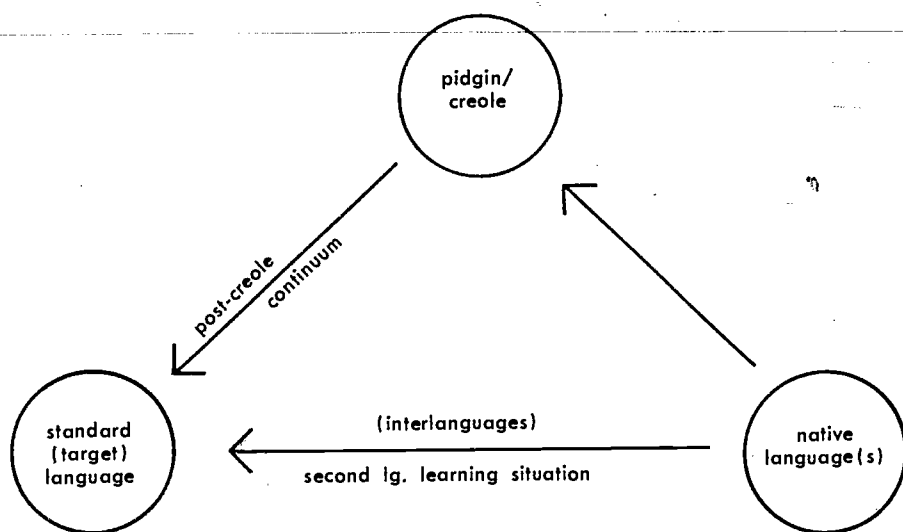 pidgin/
creole
post-creole
continuum
standard
(target)
language
(interlanguages)
second lg. learning situation
native
language(s)